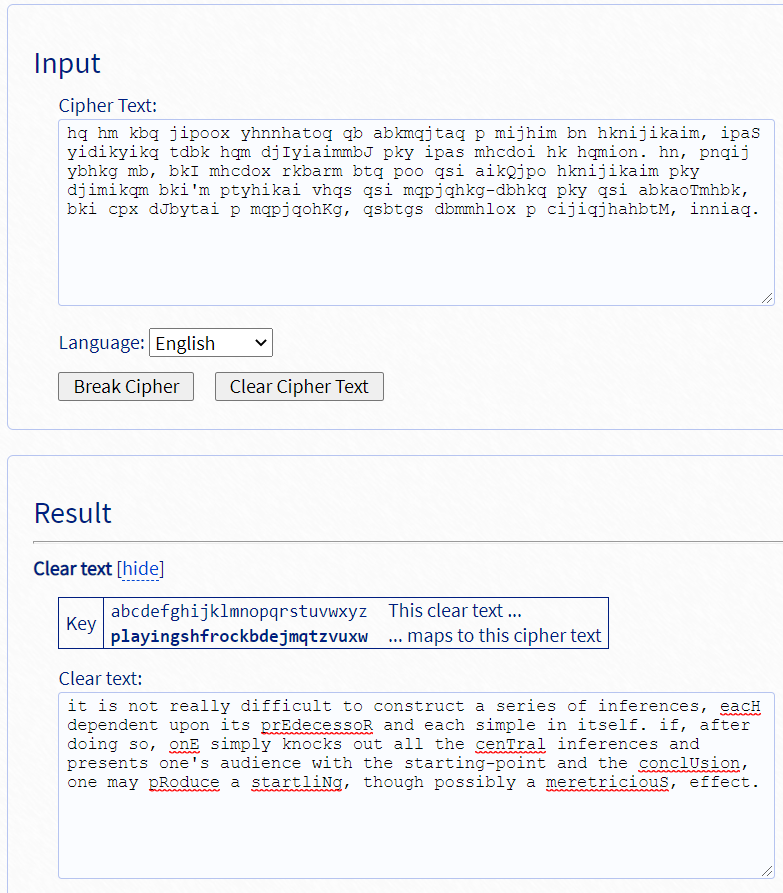 Input
Cipher Text:
hq hm kbq jipoox yhnnhatoq qb abkmqjtaq p mijhim bn hknijikaim, ipaS
yidikyikq tdbk hqm djIyiaimmbJ pky ipas mhcdoi hk hqmion. hn, pnqij
ybhkg mb, bkI mhcdox rkbarm btq poo qsi aikQjpo hknijikaim pky
djimikqm bki'm ptyhikai vhqs qsi mqpjqhkg-dbhkq pky qsi abkaoTmhbk,
bki cpx dJbytai p mqpjqohKg, qsbtgs dbmmhlox p cijiqjhahbtM, inniaq.
Language: English
Break Cipher Clear Cipher Text
Result
Clear text [hide]
Key abcdefghijklmnopqrstuvwxyz This clear text ...
playingshfrockbdejmqtzvuxw ... maps to this cipher text
Clear text:
it is not really difficult to construct a series of inferences, eacH
dependent upon its prEdecessoR and each simple in itself. if, after
doing so, onE simply knocks out all the cenTral inferences and
presents one's audience with the starting-point and the conclUsion,
one may pRoduce a startliNg, though possibly a meretriciouS, effect.